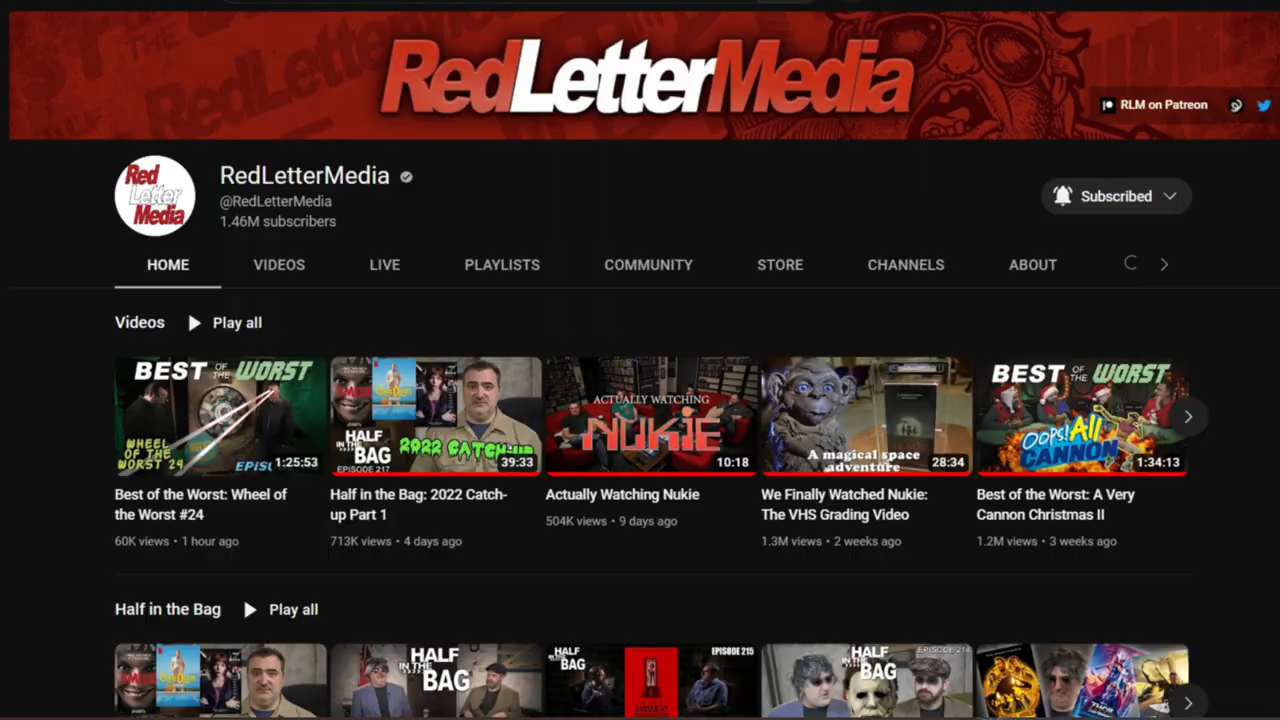 RedLetterMedia
RLM on Patreon
Red
Letter
Media
RedLetterMedia
@RedLetterMedia
1.46M subscribers
Subscribed
HOME
VIDEOS
LIVE
PLAYLISTS
COMMUNITY
STORE
CHANNELS
ABOUT
Videos
Play all
BEST OF THE WORST
WHEEL
OF THE
WORST 24
1:25:53
Best of the Worst: Wheel of
the Worst #24
60K views • 1 hour ago
SMILE
HALF
IN THE
BAG
EPISODE 217
39:33
Half in the Bag: 2022 Catch-
up Part 1
713K views • 4 days ago
ACTUALLY WATCHING
NUKIE
10:18
Actually Watching Nukie
504K views • 9 days ago
A magical space
adventure
28:34
We Finally Watched Nukie:
The VHS Grading Video
1.3M views • 2 weeks ago
BEST OF THE WORST
OOPS! All
CANNON
1:34:13
Best of the Worst: A Very
Cannon Christmas II
1.2M views • 3 weeks ago
Half in the Bag
Play all
HALF
IN THE
BAG
HALF
IN THE
BAG
EPISODE 215
HALF
IN THE
BAG
EPISODE 214
THOR